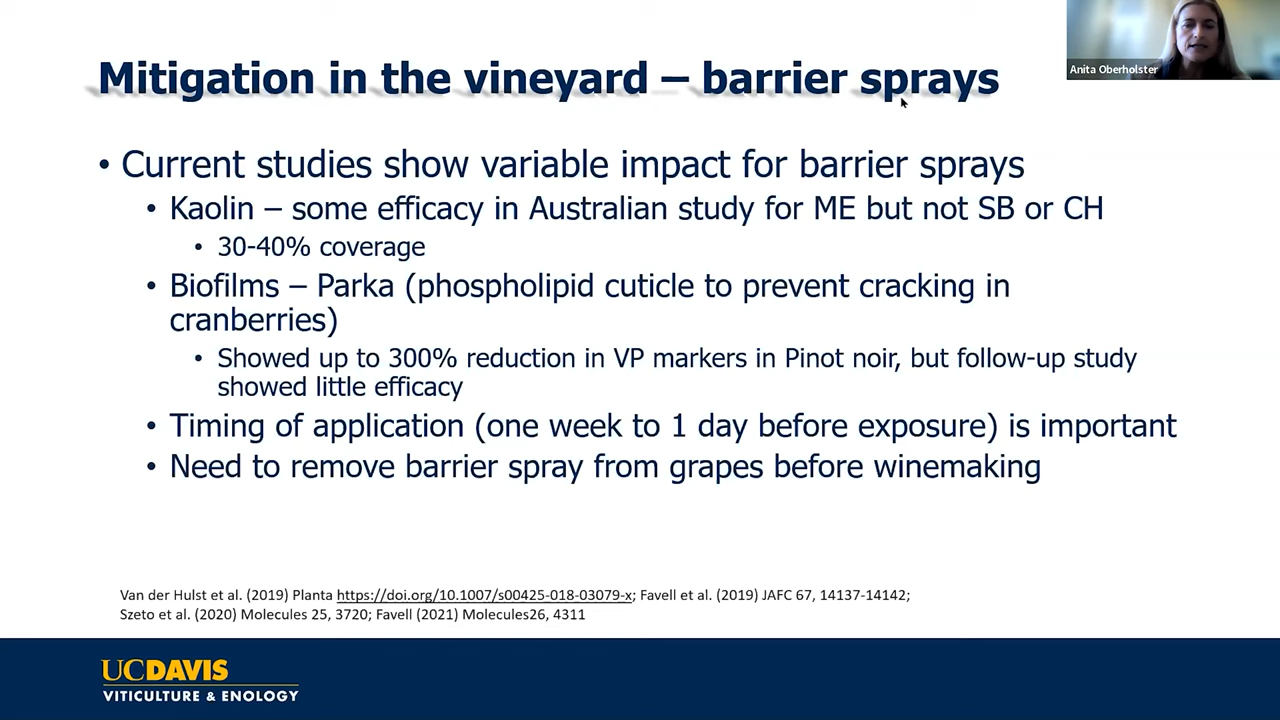 Anita Oberholster
Mitigation in the vineyard – barrier sprays
• Current studies show variable impact for barrier sprays
• Kaolin – some efficacy in Australian study for ME but not SB or CH
• 30-40% coverage
• Biofilms – Parka (phospholipid cuticle to prevent cracking in
cranberries)
• Showed up to 300% reduction in VP markers in Pinot noir, but follow-up study
showed little efficacy
• Timing of application (one week to 1 day before exposure) is important
• Need to remove barrier spray from grapes before winemaking
Van der Hulst et al. (2019) Planta https://doi.org/10.1007/s00425-018-03079-x; Favell et al. (2019) JAFC 67, 14137-14142;
Szeto et al. (2020) Molecules 25, 3720; Favell (2021) Molecules26, 4311
UCDAVIS
VITICULTURE & ENOLOGY